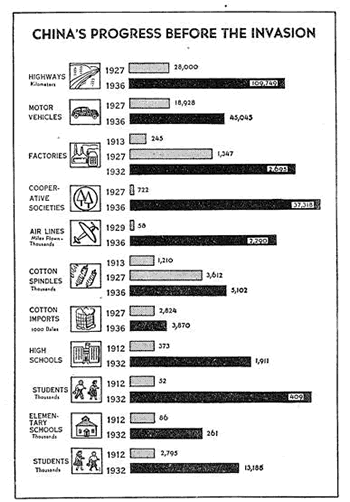 CHINA'S PROGRESS BEFORE THE INVASION
HIGHWAYS 1927 28,000
Kilometers 1936 109,749
MOTOR 1927 18,928
VEHICLES 1936 45,045
1913 245
FACTORIES 1927 1,347
1932 2,695
COOPER- 1927 722
ATIVE
SOCIETIES 1936 37,318
AIR LINES 1929 58
Miles Flown-
Thousands 1936
COTTON 1913 1,210
SPINDLES 1927 3,612
Thousands 1936 5,102
COTTON 1927 2,824
IMPORTS
1000 Bales 1936 3,870
HIGH 1912 373
SCHOOLS 1932 1,911
STUDENTS 1912 52
Thousands 1932 409
ELEMEN- 1912 86
TARY
SCHOOLS 1932 261
Thousands
STUDENTS 1912 2,795
Thousands 1932 13,186